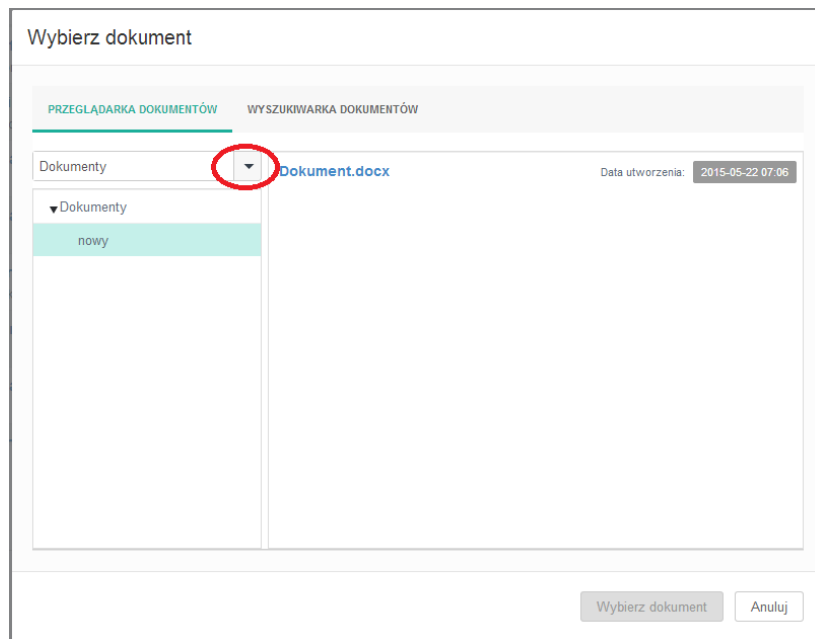 Wybierz dokument
PRZEGLĄDARKA DOKUMENTÓW WYSZUKIWARKA DOKUMENTÓW
Dokumenty
Dokumenty
nowy
Dokument.docx Data utworzenia: 2015-05-22 07:06
Wybierz dokument Anuluj